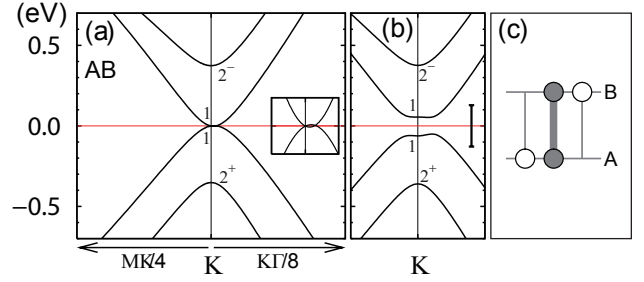 (eV)
(a)
(b)
(c)
0.5
AB
2⁻
2⁻
B
1
1
0.0
1
1
A
2⁺
2⁺
−0.5
MK/4
K
KΓ/8
K